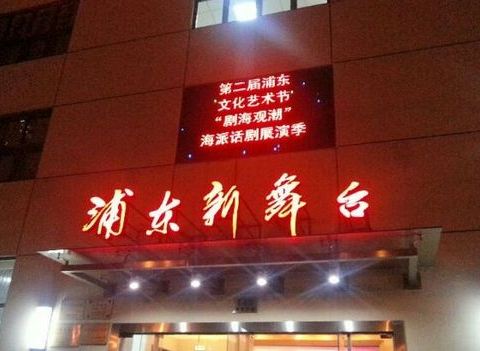 第二届浦东
'文化艺术节'
“剧海观潮”
海派话剧展演季
浦东新舞台